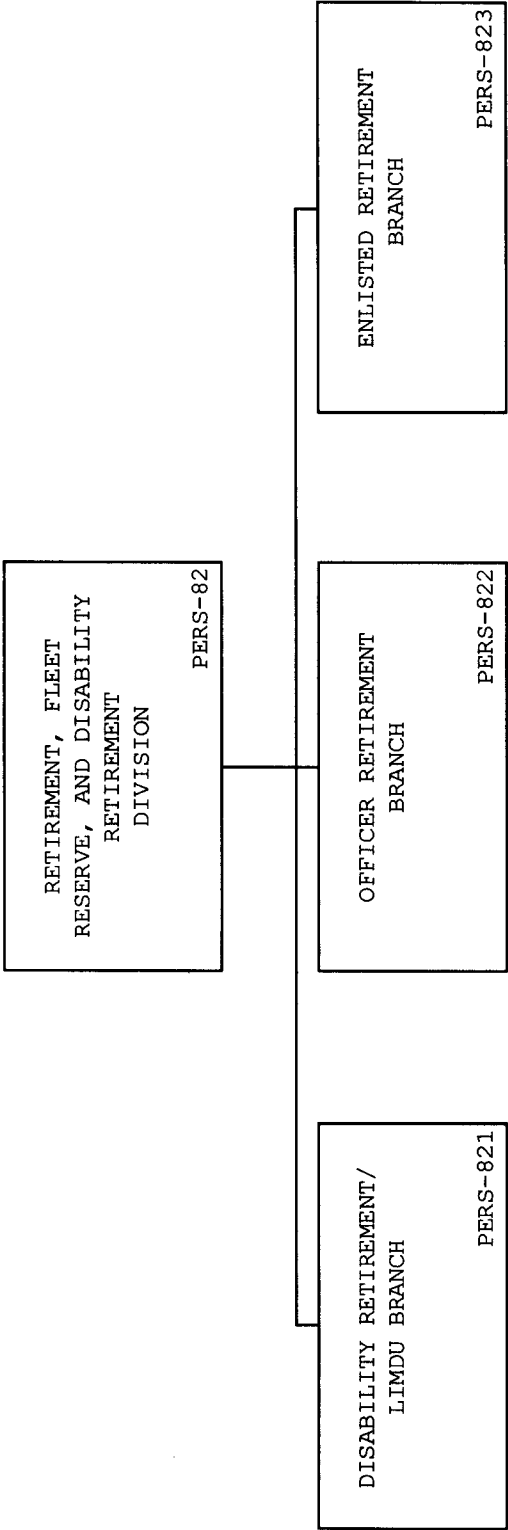 RETIREMENT, FLEET
RESERVE, AND DISABILITY
RETIREMENT
DIVISION
PERS-82
DISABILITY RETIREMENT/
LIMDU BRANCH
PERS-821
OFFICER RETIREMENT
BRANCH
PERS-822
ENLISTED RETIREMENT
BRANCH
PERS-823